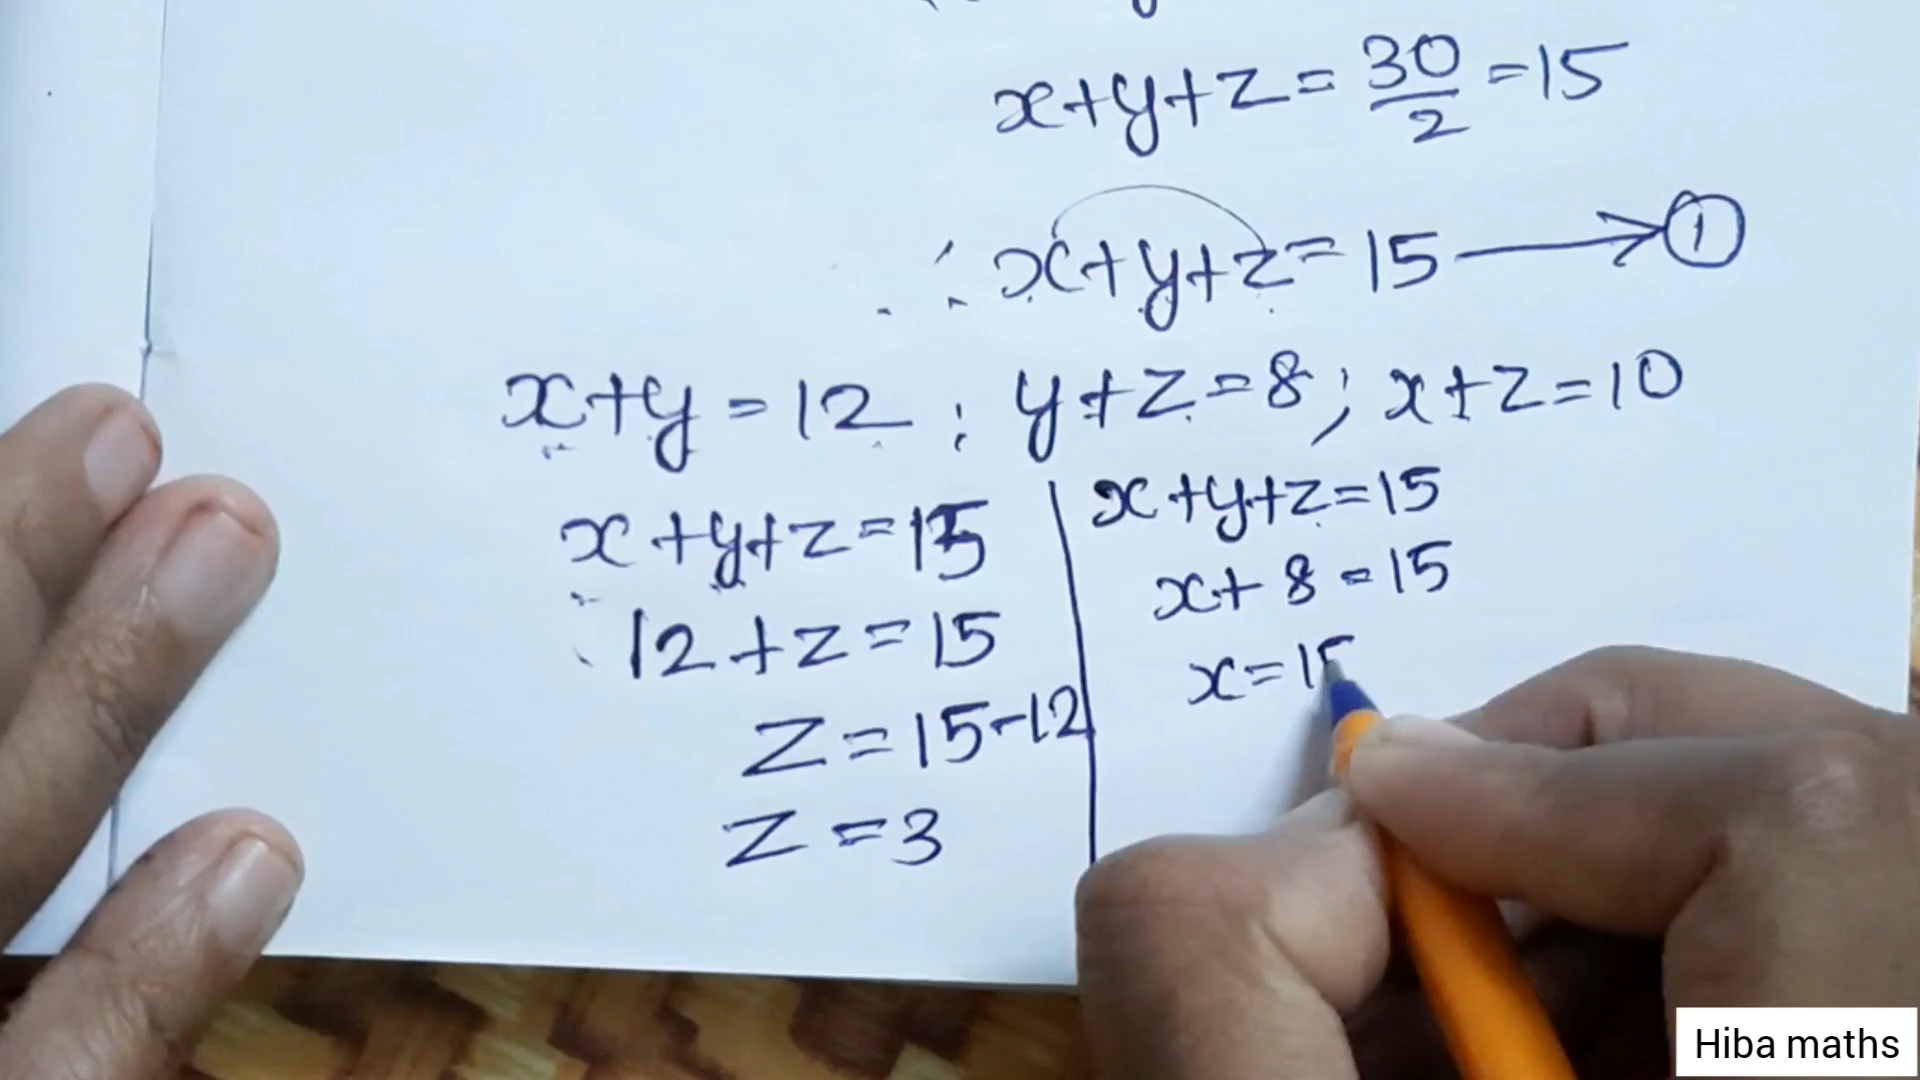 x+y+z = 30/2 = 15
∴ x+y+z = 15 ⟶ ①
x+y = 12 ; y+z = 8 ; x+z = 10
x+y+z = 15
12+z = 15
z = 15-12
z = 3
x+y+z = 15
x+8 = 15
x = 15
Hiba maths